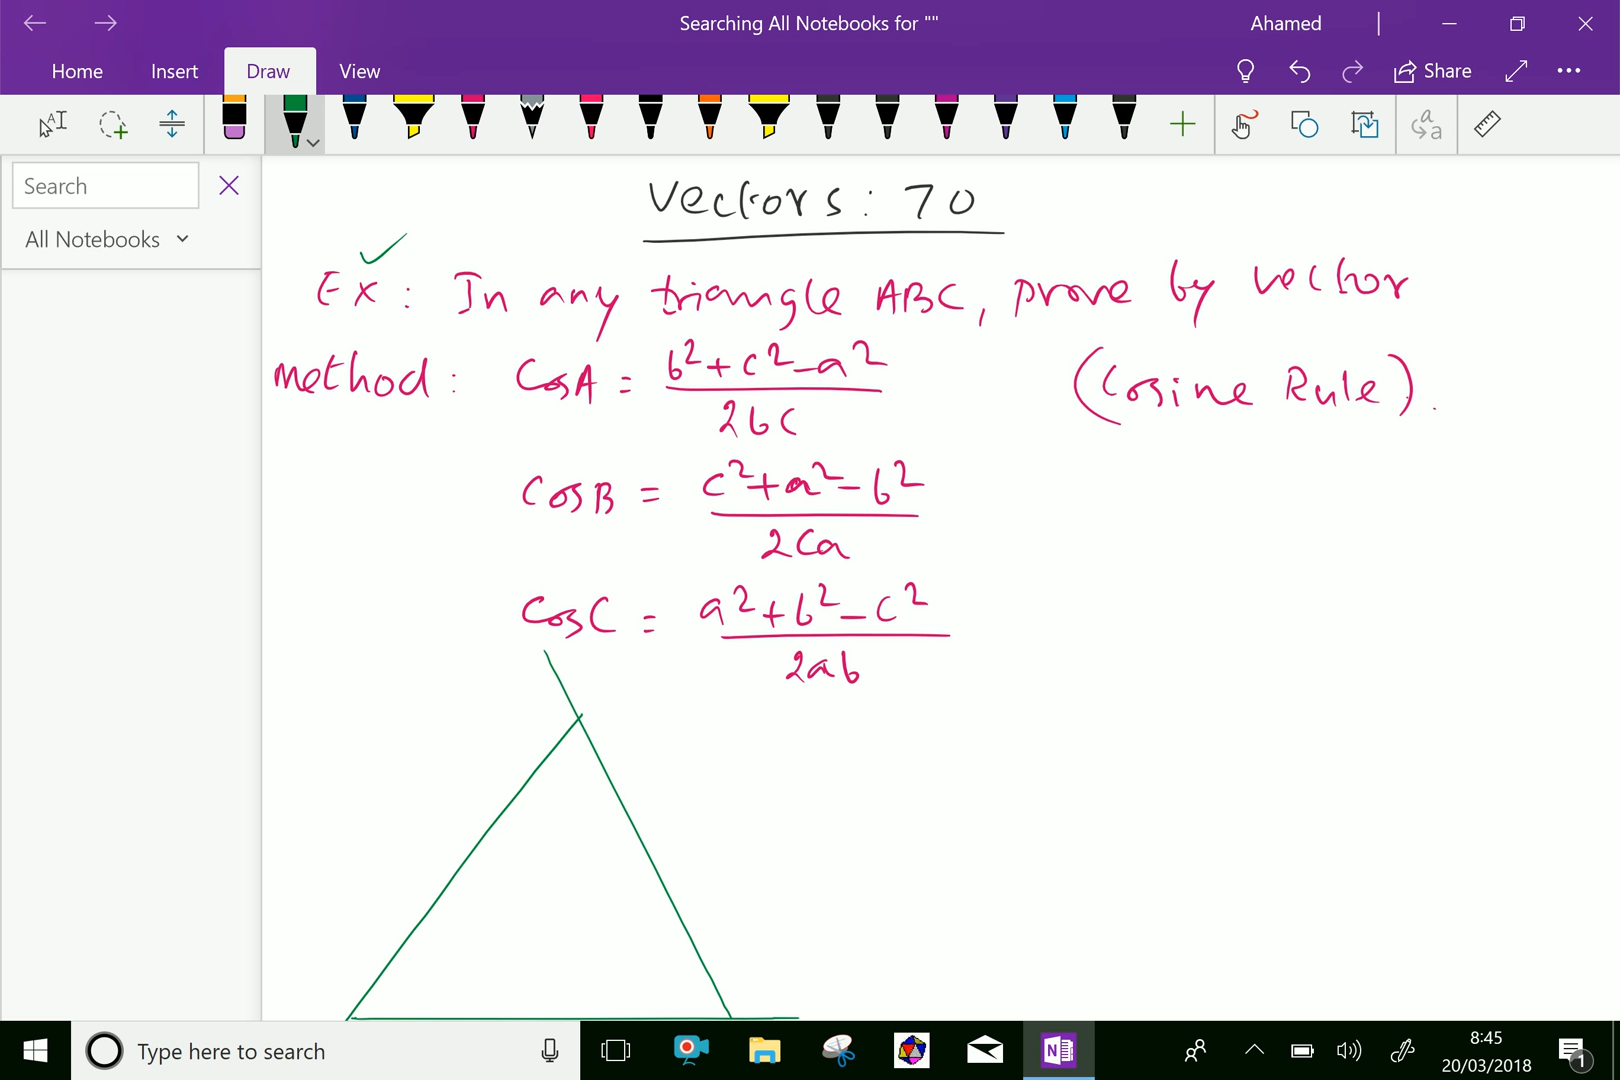 Searching All Notebooks for ""
Ahamed
Home Insert Draw View
Share
Search
All Notebooks
Vectors: 70
Ex: In any triangle ABC, prove by vector
method: CosA = b²+c²-a² / 2bc (Cosine Rule).
CosB = c²+a²-b² / 2ca
CosC = a²+b²-c² / 2ab
Type here to search
8:45
20/03/2018
1